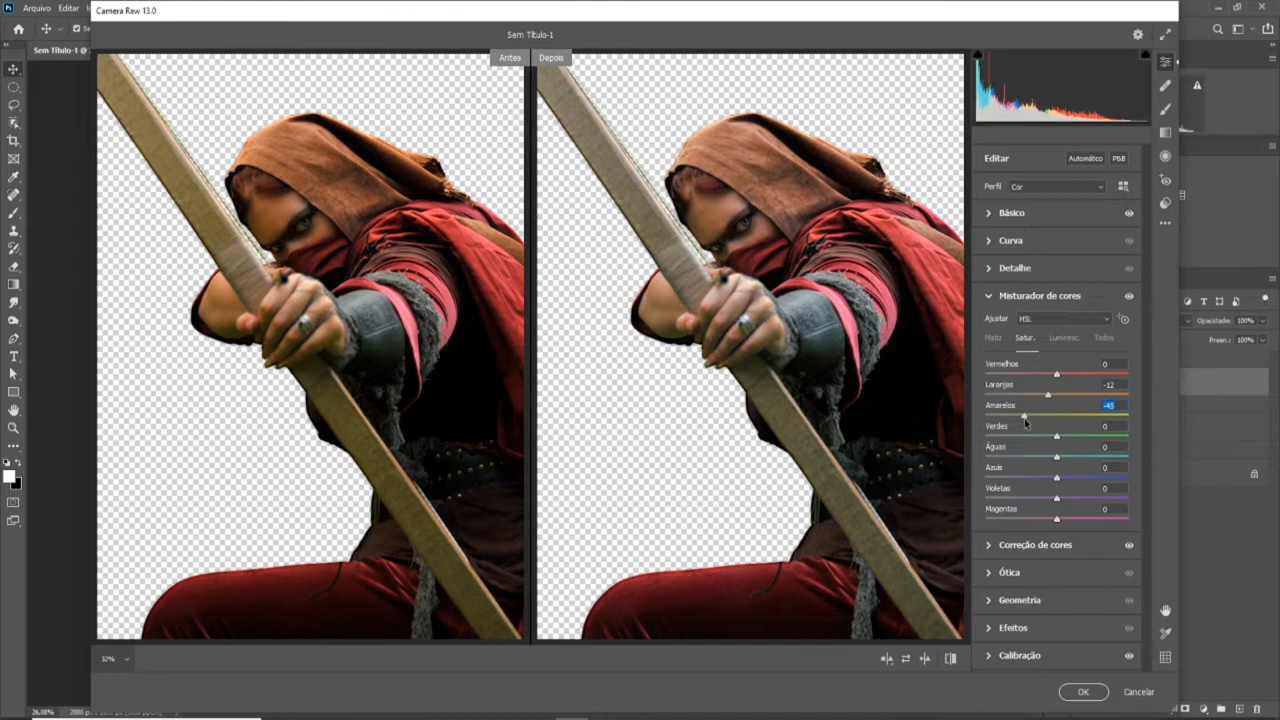 Camera Raw 13.0
Arquivo
Editar
Sem Título-1
Sem Título-1 @
Antes
Depois
Editar
Automático
P&B
Perfil
Cor
Básico
Curva
Detalhe
Misturador de cores
Ajustar
HSL
Matiz
Satur.
Luminesc.
Todos
Vermelhos
0
Laranjas
-12
Amarelos
-45
Verdes
0
Águas
0
Azuis
0
Violetas
0
Magentas
0
Correção de cores
Ótica
Geometria
Efeitos
Calibração
Opacidade:
100%
Preen.:
100%
32%
OK
Cancelar
26.08%